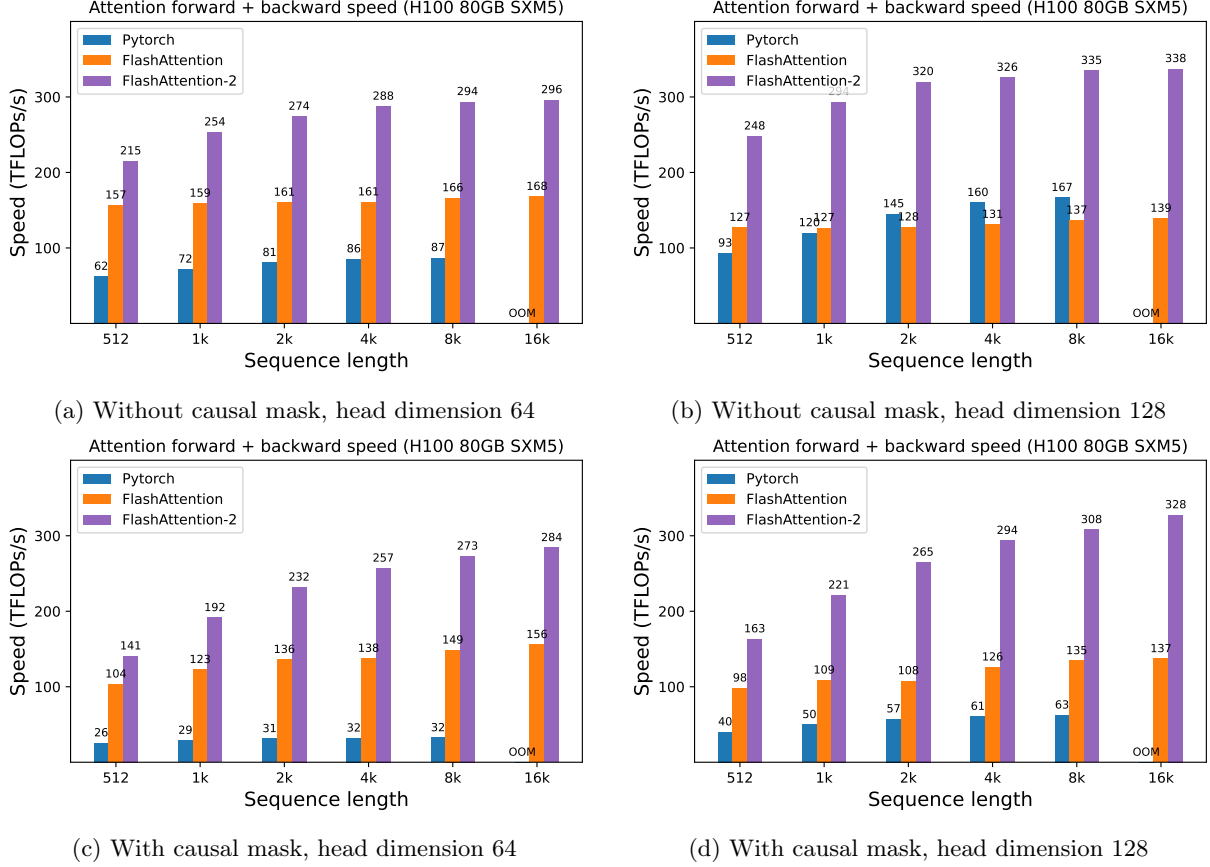 Attention forward + backward speed (H100 80GB SXM5)
Pytorch
FlashAttention
FlashAttention-2
Speed (TFLOPs/s)
300
200
100
62 157 215
72 159 254
81 161 274
86 161 288
87 166 294
OOM 168 296
512 1k 2k 4k 8k 16k
Sequence length
(a) Without causal mask, head dimension 64
Attention forward + backward speed (H100 80GB SXM5)
Pytorch
FlashAttention
FlashAttention-2
Speed (TFLOPs/s)
300
200
100
93 127 248
120 127 294
145 128 320
160 131 326
167 137 335
OOM 139 338
512 1k 2k 4k 8k 16k
Sequence length
(b) Without causal mask, head dimension 128
Attention forward + backward speed (H100 80GB SXM5)
Pytorch
FlashAttention
FlashAttention-2
Speed (TFLOPs/s)
300
200
100
26 104 141
29 123 192
31 136 232
32 138 257
32 149 273
OOM 156 284
512 1k 2k 4k 8k 16k
Sequence length
(c) With causal mask, head dimension 64
Attention forward + backward speed (H100 80GB SXM5)
Pytorch
FlashAttention
FlashAttention-2
Speed (TFLOPs/s)
300
200
100
40 98 163
50 109 221
57 108 265
61 126 294
63 135 308
OOM 137 328
512 1k 2k 4k 8k 16k
Sequence length
(d) With causal mask, head dimension 128